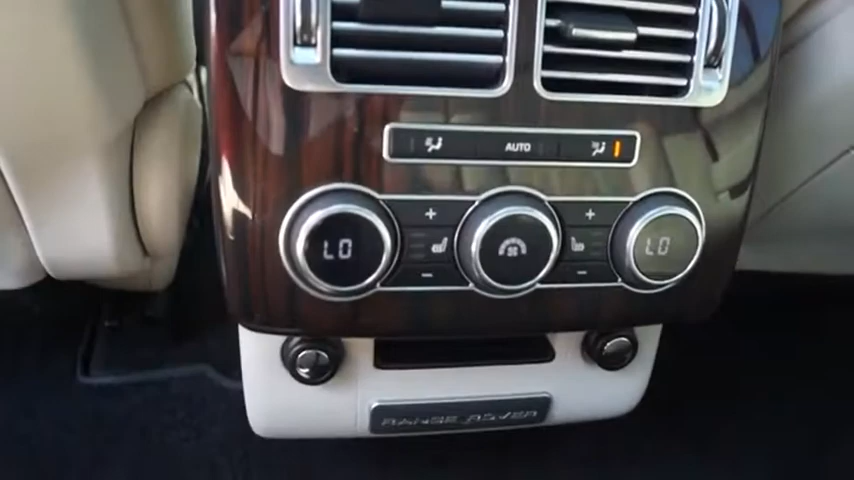 AUTO
+ +
LO LO
- -
RANGE ROVER